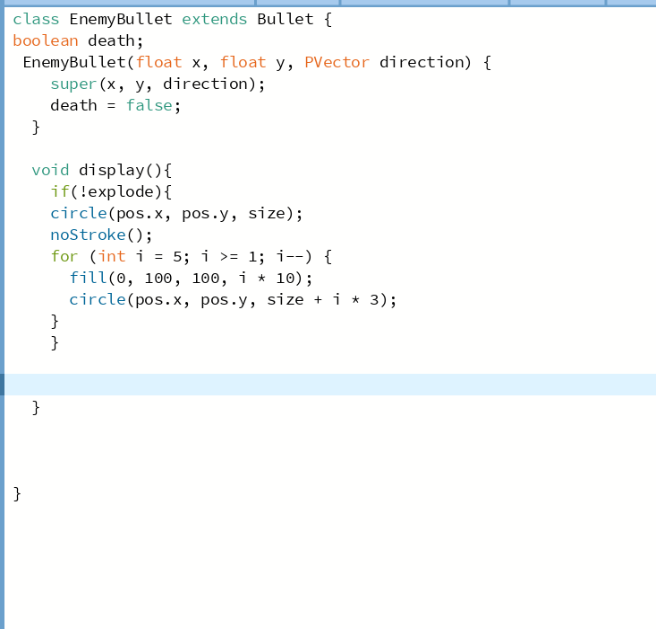 class EnemyBullet extends Bullet {
boolean death;
EnemyBullet(float x, float y, PVector direction) {
super(x, y, direction);
death = false;
}
void display(){
if(!explode){
circle(pos.x, pos.y, size);
noStroke();
for (int i = 5; i >= 1; i--) {
fill(0, 100, 100, i * 10);
circle(pos.x, pos.y, size + i * 3);
}
}
}
}